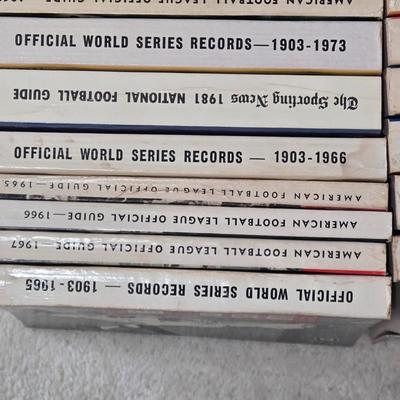 AMERICAN FOOTBALL LEAGUE OFFICIAL GUIDE
OFFICIAL WORLD SERIES RECORDS—1903-1973
The Sporting News 1981 NATIONAL FOOTBALL GUIDE
OFFICIAL WORLD SERIES RECORDS — 1903-1966
AMERICAN FOOTBALL LEAGUE OFFICIAL GUIDE—1965
AMERICAN FOOTBALL LEAGUE OFFICIAL GUIDE—1966
AMERICAN FOOTBALL LEAGUE OFFICIAL GUIDE—1967
OFFICIAL WORLD SERIES RECORDS — 1903-1965